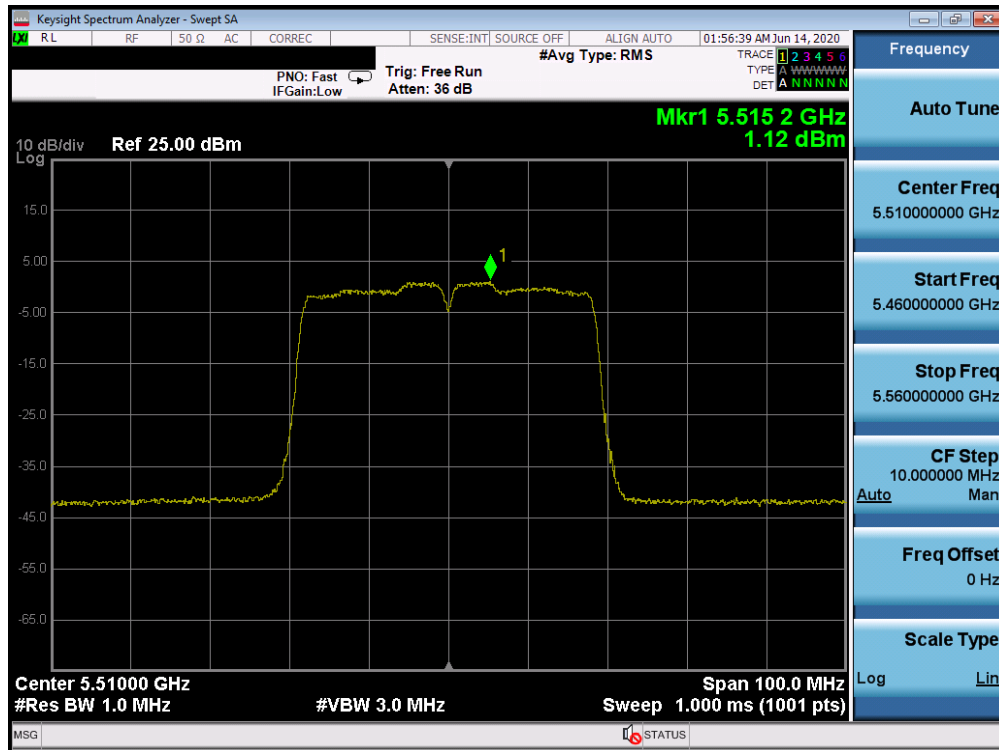 Keysight Spectrum Analyzer - Swept SA
LXI RL RF 50 Ω AC CORREC SENSE:INT SOURCE OFF ALIGN AUTO 01:56:39 AM Jun 14, 2020
PNO: Fast
IFGain:Low
Trig: Free Run
Atten: 36 dB
#Avg Type: RMS
TRACE 1 2 3 4 5 6
TYPE A WWWWW
DET A N N N N N
Mkr1 5.515 2 GHz
1.12 dBm
10 dB/div Ref 25.00 dBm
Log
15.0
5.00
-5.00
-15.0
-25.0
-35.0
-45.0
-55.0
-65.0
1
Center 5.51000 GHz Span 100.0 MHz
#Res BW 1.0 MHz #VBW 3.0 MHz Sweep 1.000 ms (1001 pts)
MSG STATUS
Frequency
Auto Tune
Center Freq
5.510000000 GHz
Start Freq
5.460000000 GHz
Stop Freq
5.560000000 GHz
CF Step
10.000000 MHz
Auto Man
Freq Offset
0 Hz
Scale Type
Log Lin